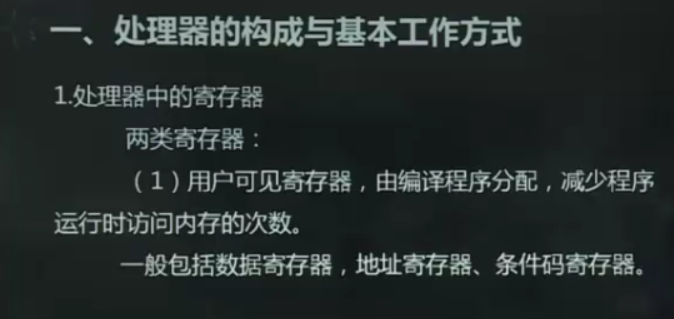 一、处理器的构成与基本工作方式
1.处理器中的寄存器
两类寄存器：
（1）用户可见寄存器，由编译程序分配，减少程序
运行时访问内存的次数。
一般包括数据寄存器，地址寄存器、条件码寄存器。